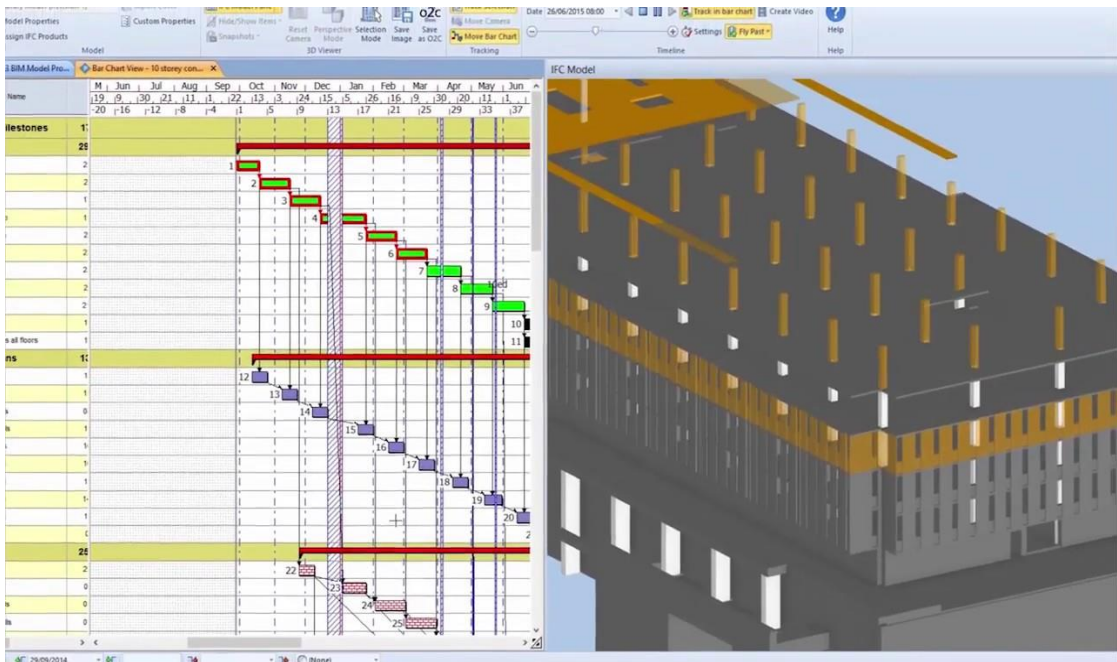 Model Properties
Custom Properties
ssign IFC Products
Model
Hide/Show Items
Snapshots
Reset Camera
Perspective Mode
Selection Mode
Save Image
Save as O2C
o2c
3D Viewer
Move Camera
Move Bar Chart
Tracking
Date 26/06/2015 08:00
Track in bar chart
Create Video
Settings
Fly Past
Timeline
Help
Help
BIM Model Pro...
Bar Chart View - 10 storey con... X
IFC Model
Name
M Jun Jul Aug Sep Oct Nov Dec Jan Feb Mar Apr May Jun
19 9 30 21 11 1 22 13 3 24 15 5 26 16 9 30 20 11 1
-20 -16 -12 -8 -4 1 5 9 13 17 21 25 29 33 37
ilestones
1
2
3
4
5
6
7
8
9
10
s all floors
11
ns
12
13
14
15
16
17
18
19
20
22
23
24
25
29/09/2014
(None)